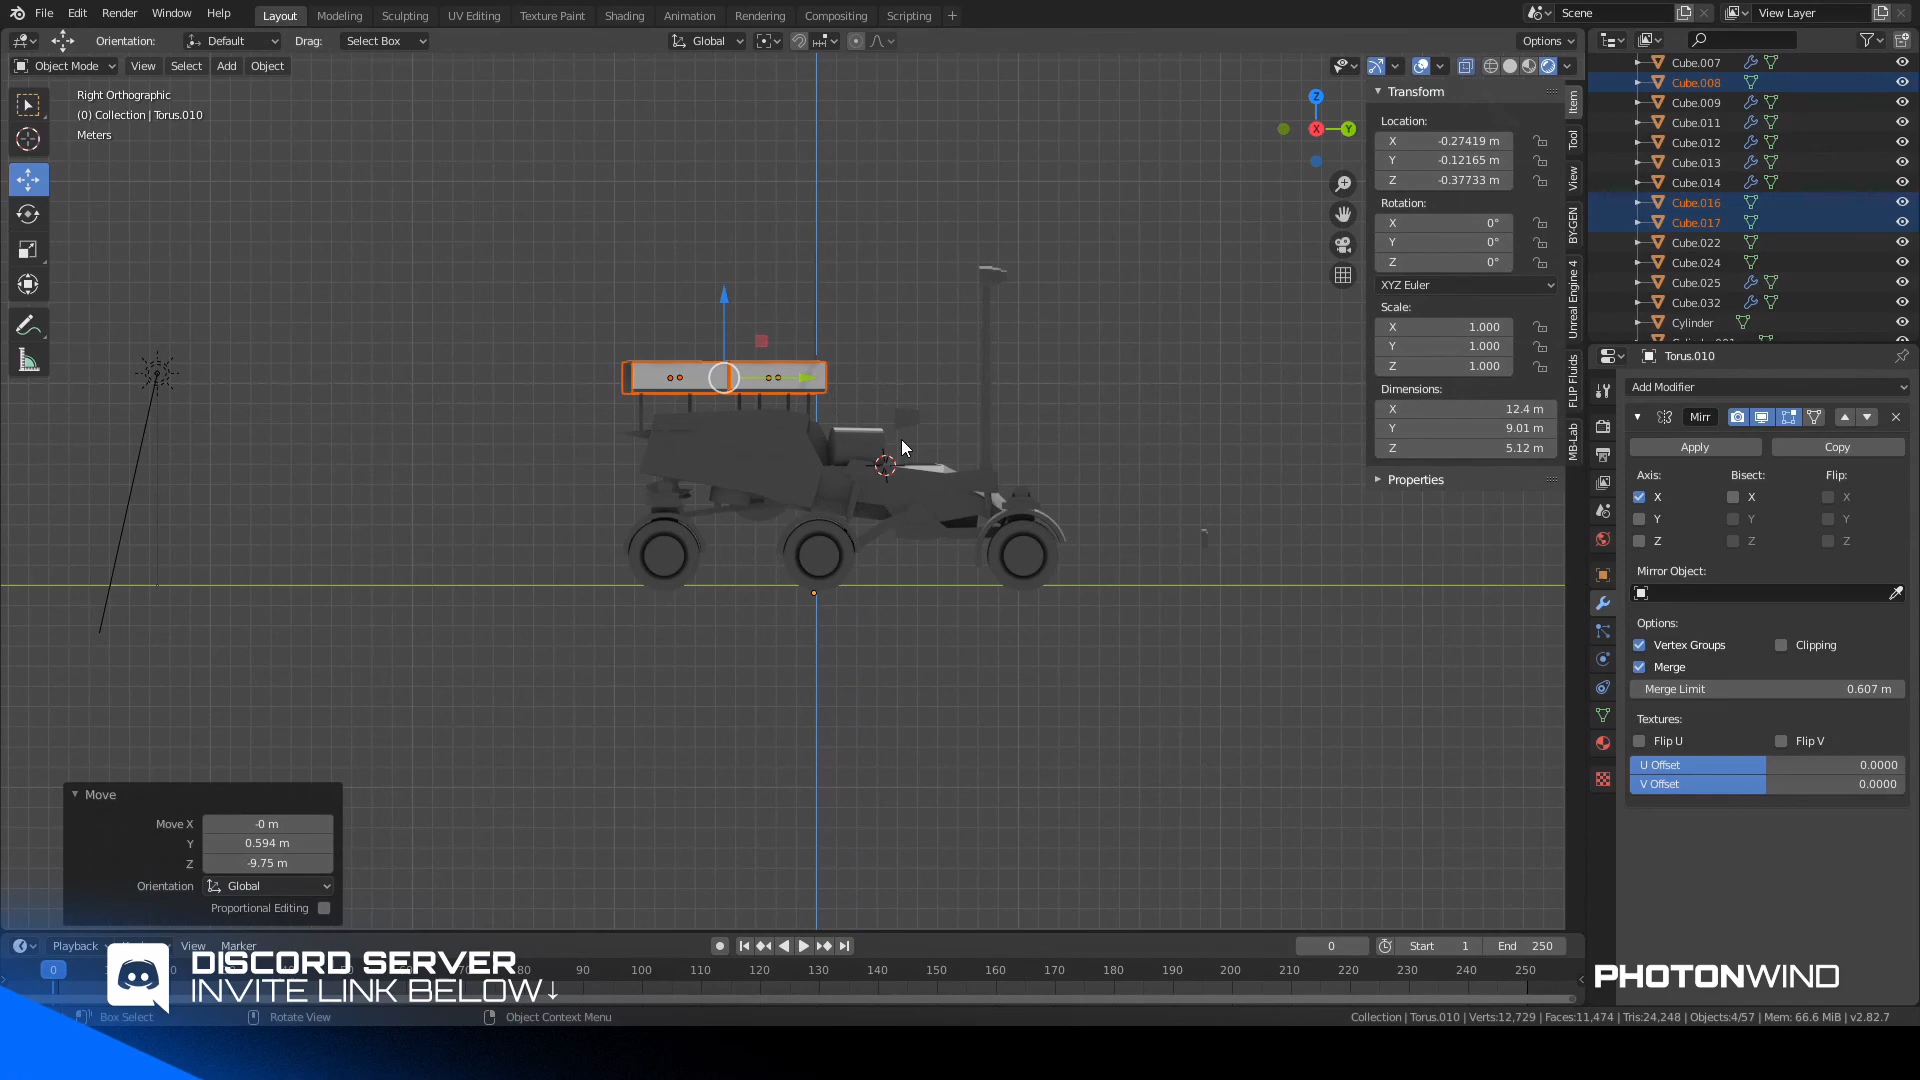 File Edit Render Window Help Layout Modeling Sculpting UV Editing Texture Paint Shading Animation Rendering Compositing Scripting + Scene View Layer
Orientation: Default Drag: Select Box Global Options
Object Mode View Select Add Object
Right Orthographic
(0) Collection | Torus.010
Meters
Z
Y
X
Transform
Location:
X -0.27419 m
Y -0.12165 m
Z -0.37733 m
Rotation:
X 0°
Y 0°
Z 0°
XYZ Euler
Scale:
X 1.000
Y 1.000
Z 1.000
Dimensions:
X 12.4 m
Y 9.01 m
Z 5.12 m
Properties
Item
Tool
View
BY-GEN
Unreal Engine 4
FLIP Fluids
MB-Lab
Cube.007
Cube.008
Cube.009
Cube.011
Cube.012
Cube.013
Cube.014
Cube.016
Cube.017
Cube.022
Cube.024
Cube.025
Cube.032
Cylinder
Torus.010
Add Modifier
Mirr
Apply Copy
Axis: Bisect: Flip:
X X X
Y Y Y
Z Z Z
Mirror Object:
Options:
Vertex Groups Clipping
Merge
Merge Limit 0.607 m
Textures:
Flip U Flip V
U Offset 0.0000
V Offset 0.0000
Move
Move X -0 m
Y 0.594 m
Z -9.75 m
Orientation Global
Proportional Editing
Playback View Marker 0 Start 1 End 250
0 90 100 110 120 130 140 150 160 170 180 190 200 210 220 230 240 250
DISCORD SERVER
INVITE LINK BELOW↓
PHOTONWIND
Box Select Rotate View Object Context Menu Collection | Torus.010 | Verts:12,729 | Faces:11,474 | Tris:24,248 | Objects:4/57 | Mem: 66.6 MiB | v2.82.7